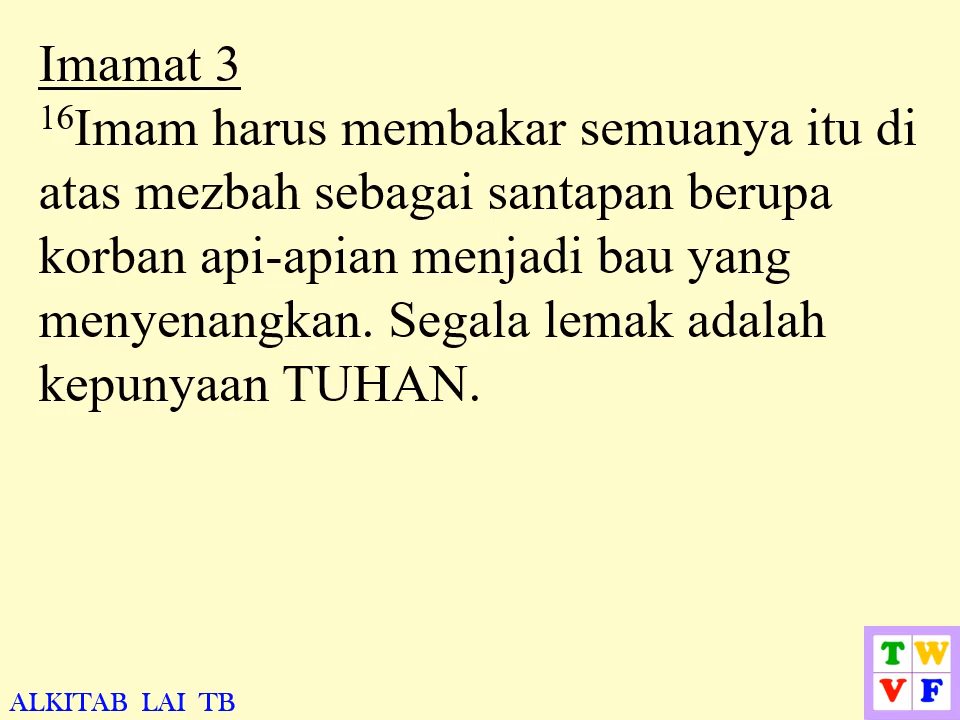 Imamat 3
16Imam harus membakar semuanya itu di
atas mezbah sebagai santapan berupa
korban api-apian menjadi bau yang
menyenangkan. Segala lemak adalah
kepunyaan TUHAN.
T W
V F
ALKITAB LAI TB